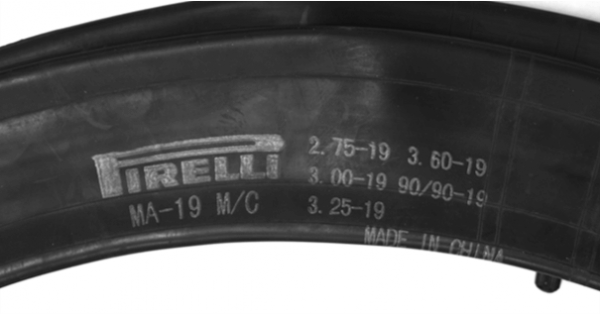 PIRELLI
MA-19 M/C
2.75-19 3.60-19
3.00-19 90/90-19
3.25-19
MADE IN CHINA